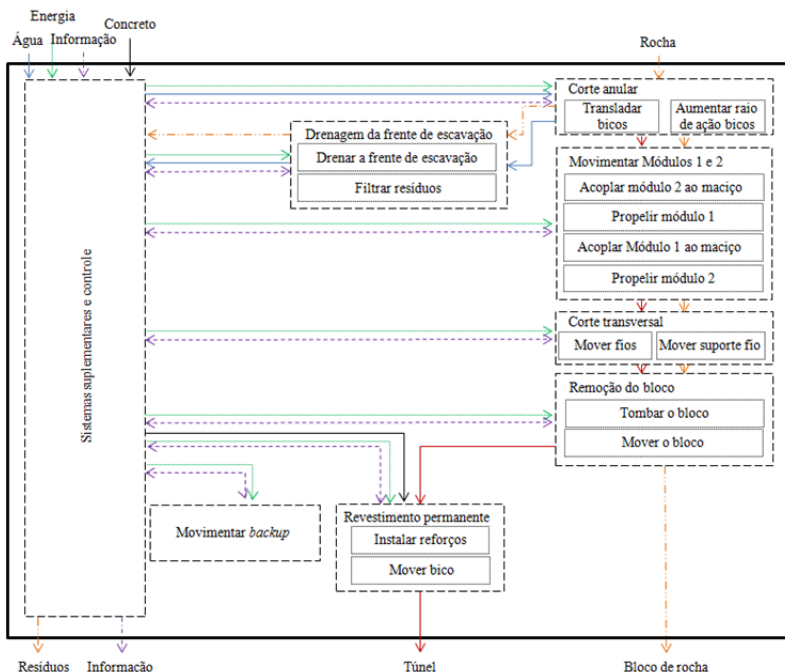 Energia
Concreto
Água
Informação
Rocha
Corte anular
Transladar
bicos
Aumentar raio
de ação bicos
Drenagem da frente de escavação
Drenar a frente de escavação
Filtrar resíduos
Movimentar Módulos 1 e 2
Acoplar módulo 2 ao maciço
Propelir módulo 1
Acoplar Módulo 1 ao maciço
Propelir módulo 2
Sistemas suplementares e controle
Corte transversal
Mover fios
Mover suporte fio
Remoção do bloco
Tombar o bloco
Mover o bloco
Movimentar backup
Revestimento permanente
Instalar reforços
Mover bico
Resíduos
Informação
Túnel
Bloco de rocha